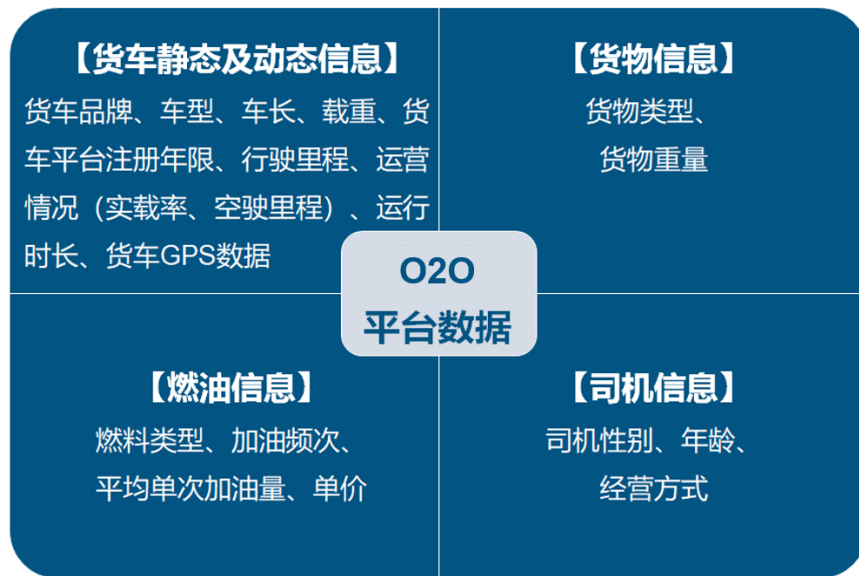 【货车静态及动态信息】
货车品牌、车型、车长、载重、货
车平台注册年限、行驶里程、运营
情况（实载率、空驶里程）、运行
时长、货车GPS数据
【货物信息】
货物类型、
货物重量
O2O
平台数据
【燃油信息】
燃料类型、加油频次、
平均单次加油量、单价
【司机信息】
司机性别、年龄、
经营方式